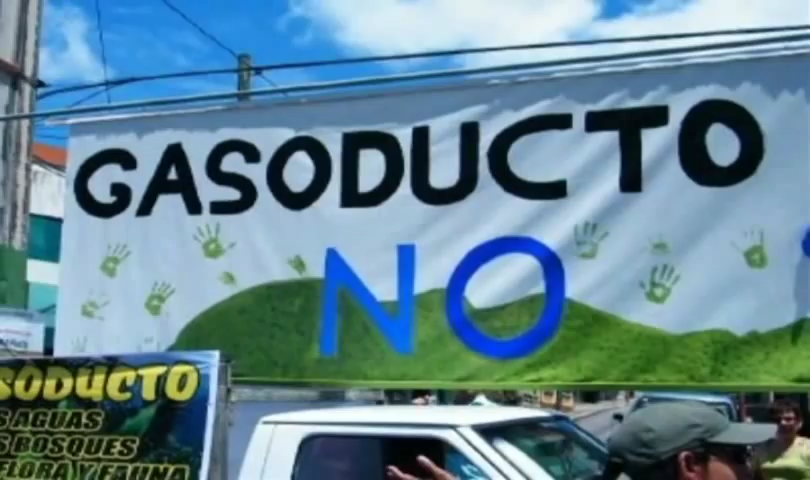 GASODUCTO
NO
SODUCTO
S AGUAS
S BOSQUES
FLORA Y FAUNA